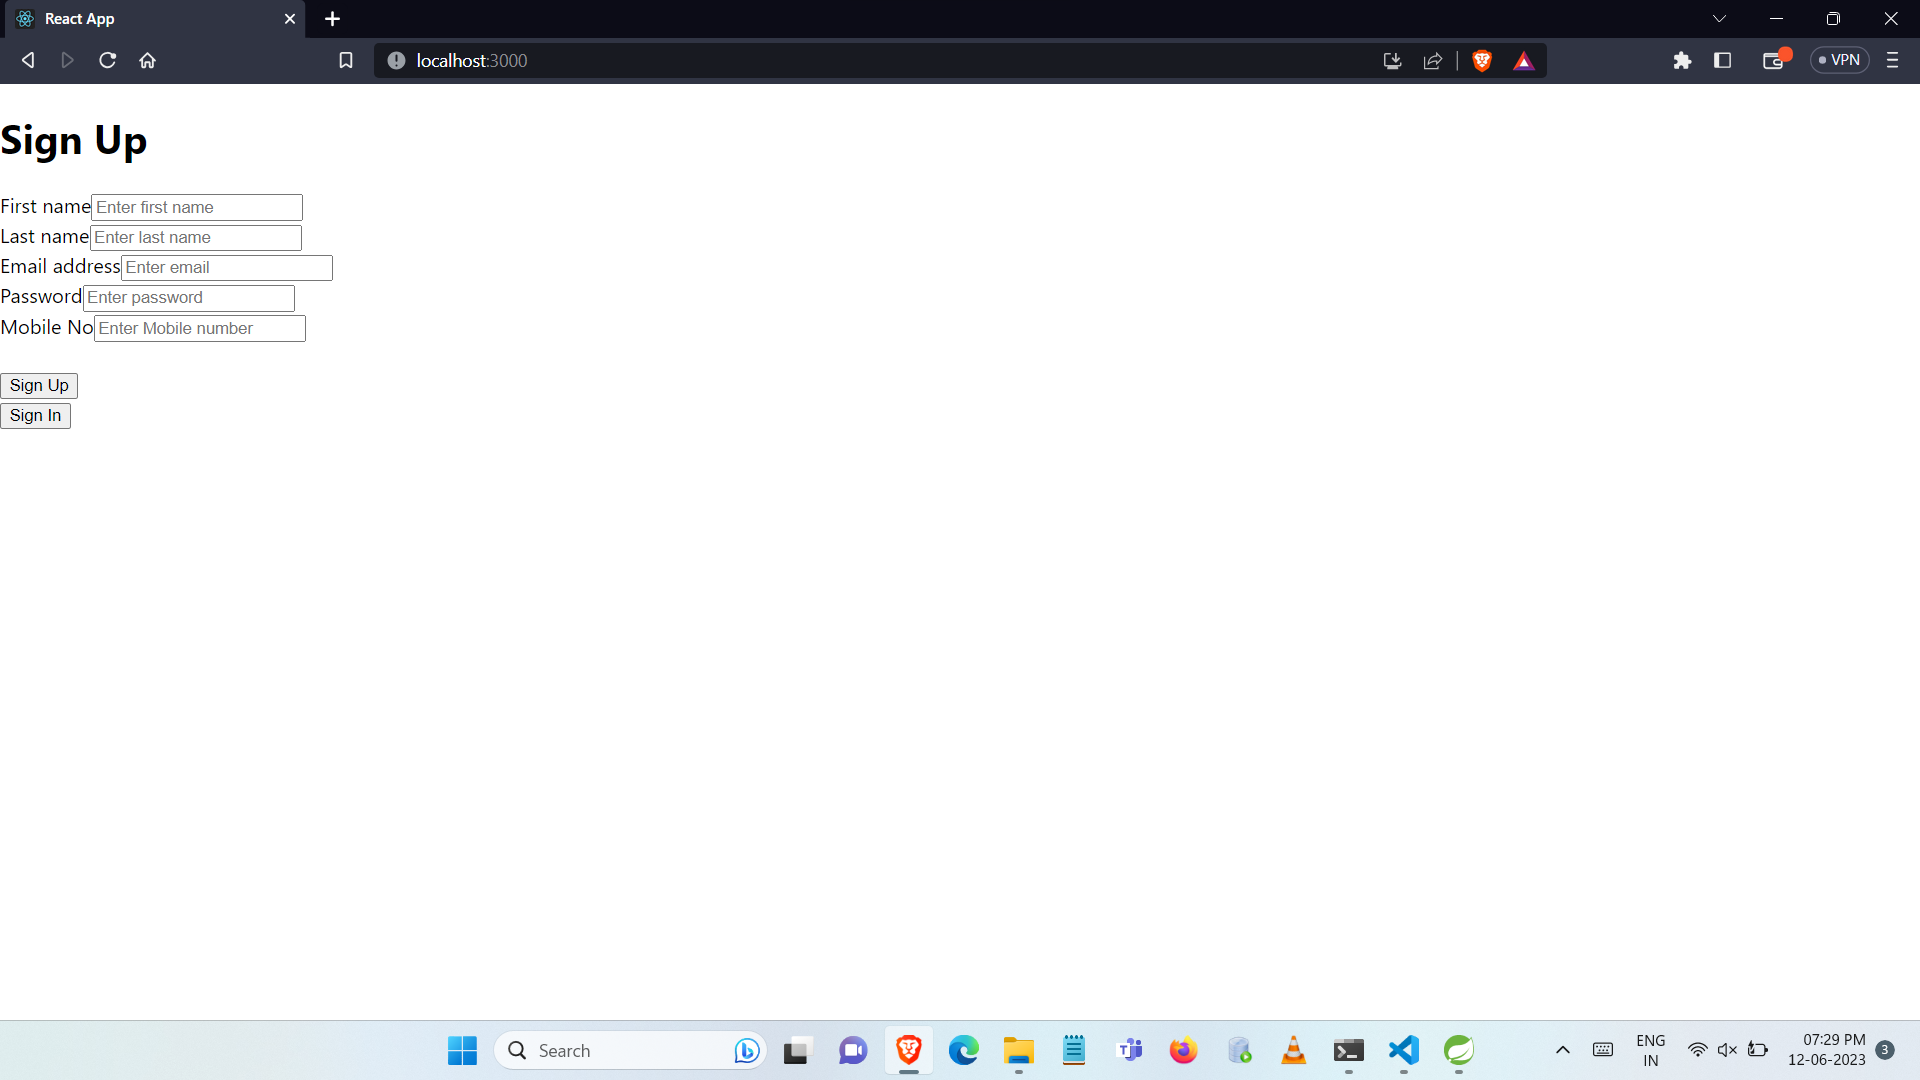 React App
localhost:3000
VPN
Sign Up
First name Enter first name
Last name Enter last name
Email address Enter email
Password Enter password
Mobile No Enter Mobile number
Sign Up
Sign In
Search
ENG
IN
07:29 PM
12-06-2023
3